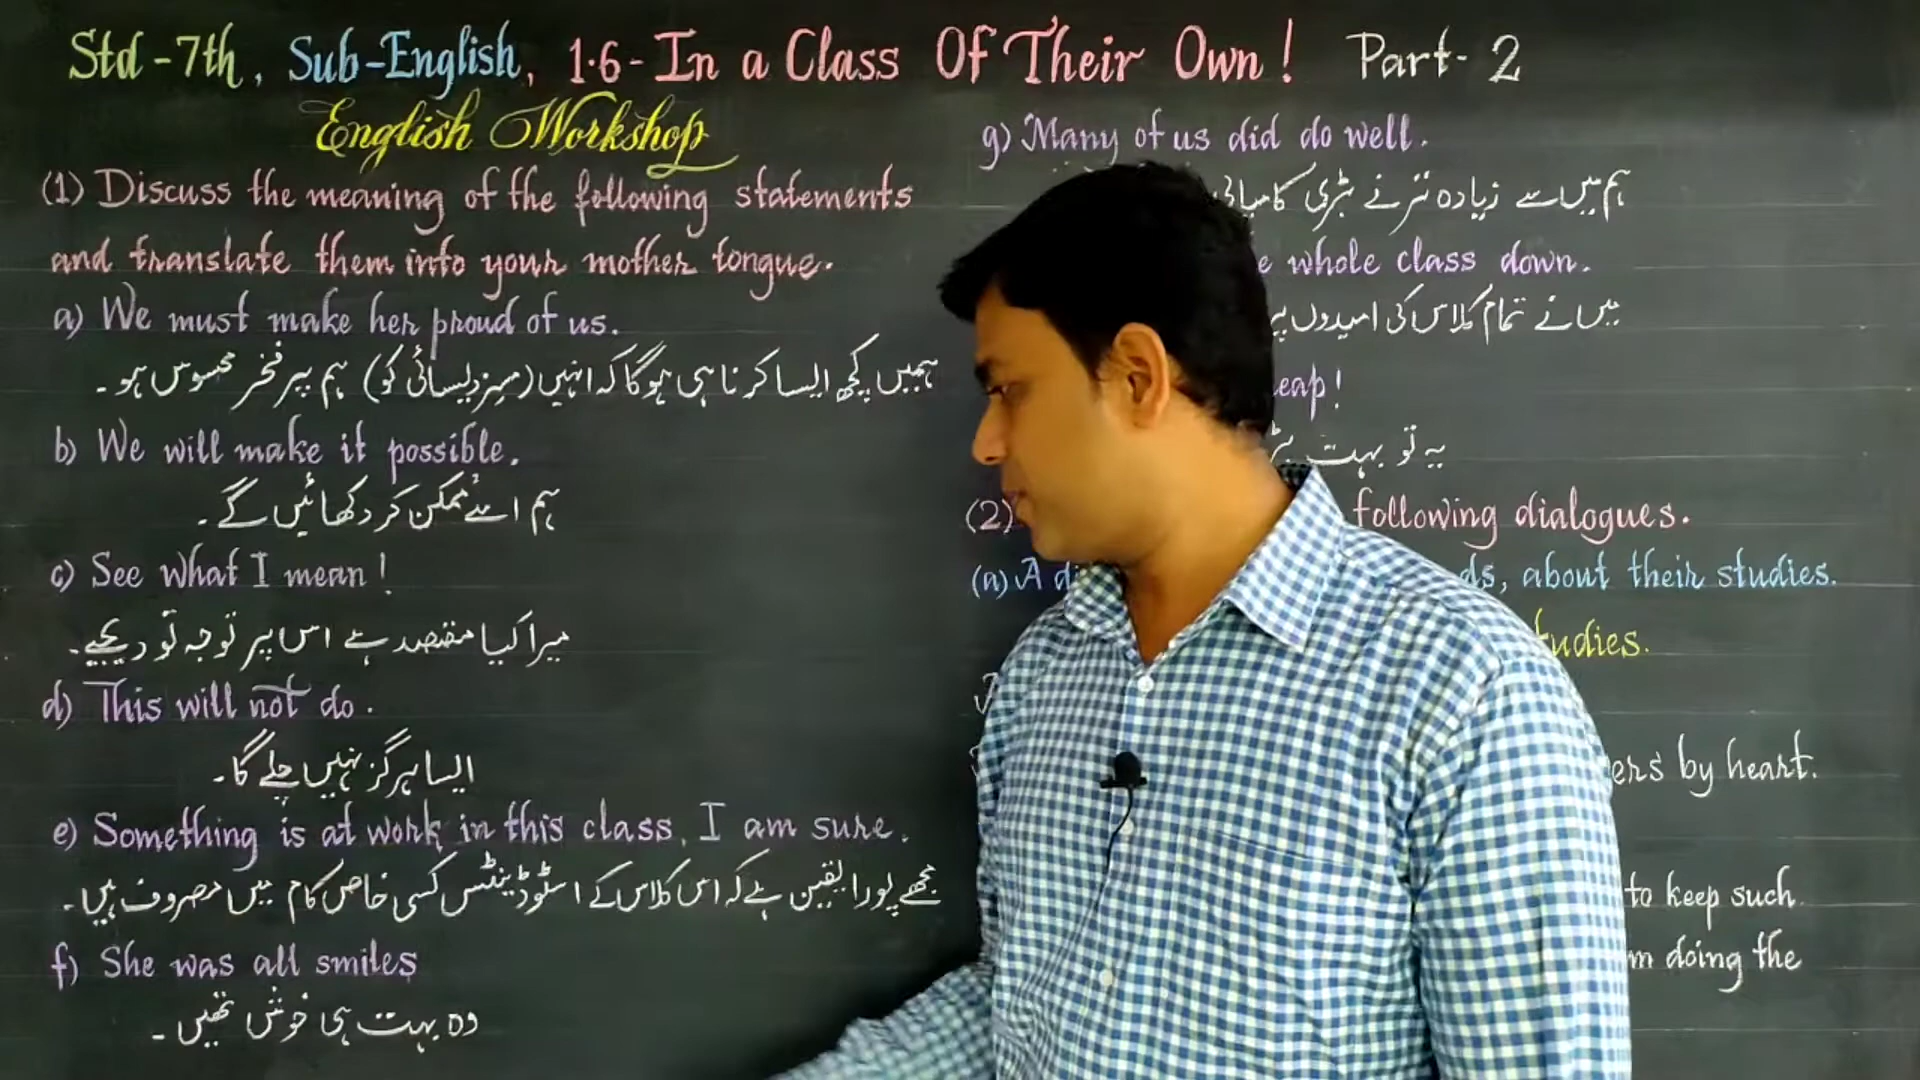 Std-7th, Sub-English, 1.6- In a Class Of Their Own! Part-2
English Workshop
(1) Discuss the meaning of the following statements
and translate them into your mother tongue.
a) We must make her proud of us.
ہمیں کچھ ایسا کرنا ہی ہوگا کہ انہیں (مسز دیسائی کو) ہم پر فخر محسوس ہو۔
b) We will make it possible.
ہم اسے ممکن کر دکھائیں گے۔
c) See what I mean!
میرا کیا مقصد ہے اس پر توجہ تو دیجیے۔
d) This will not do.
ایسا ہرگز نہیں چلے گا۔
e) Something is at work in this class, I am sure.
مجھے پورا یقین ہے کہ اس کلاس کے اسٹوڈینٹس کسی خاص کام میں مصروف ہیں۔
f) She was all smiles
وہ بہت ہی خوش تھیں۔
g) Many of us did do well.
ہم میں سے زیادہ تر نے بڑی
whole class down.
میں نے تمام کلاس کی امیدوں
یہ تو بہت
(2) following dialogues.
(a) A about their studies.
by heart.
to keep such
doing the